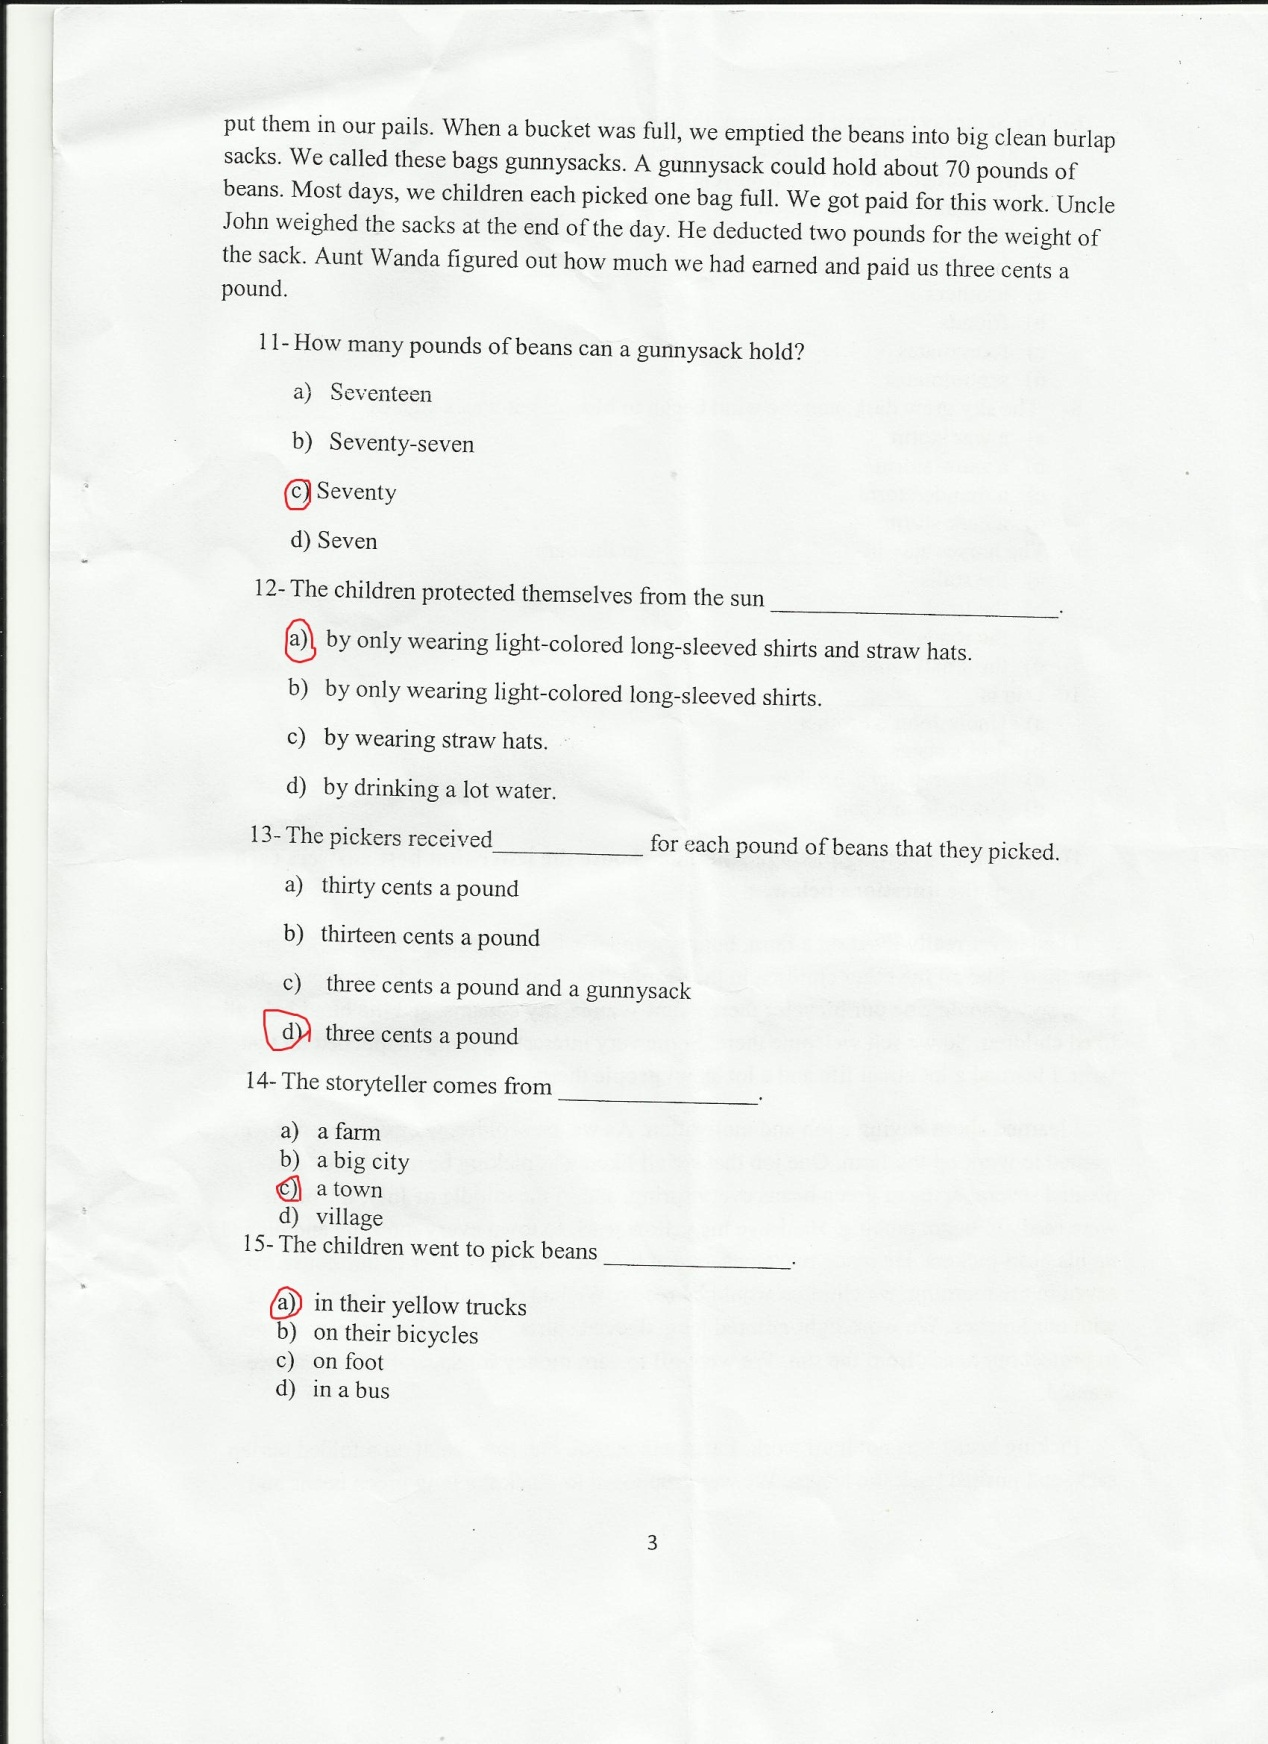 put them in our pails. When a bucket was full, we emptied the beans into big clean burlap
sacks. We called these bags gunnysacks. A gunnysack could hold about 70 pounds of
beans. Most days, we children each picked one bag full. We got paid for this work. Uncle
John weighed the sacks at the end of the day. He deducted two pounds for the weight of
the sack. Aunt Wanda figured out how much we had earned and paid us three cents a
pound.
11- How many pounds of beans can a gunnysack hold?
a) Seventeen
b) Seventy-seven
c) Seventy
d) Seven
12- The children protected themselves from the sun ____________________.
a) by only wearing light-colored long-sleeved shirts and straw hats.
b) by only wearing light-colored long-sleeved shirts.
c) by wearing straw hats.
d) by drinking a lot water.
13- The pickers received____________ for each pound of beans that they picked.
a) thirty cents a pound
b) thirteen cents a pound
c) three cents a pound and a gunnysack
d) three cents a pound
14- The storyteller comes from ________________.
a) a farm
b) a big city
c) a town
d) village
15- The children went to pick beans ________________.
a) in their yellow trucks
b) on their bicycles
c) on foot
d) in a bus
3